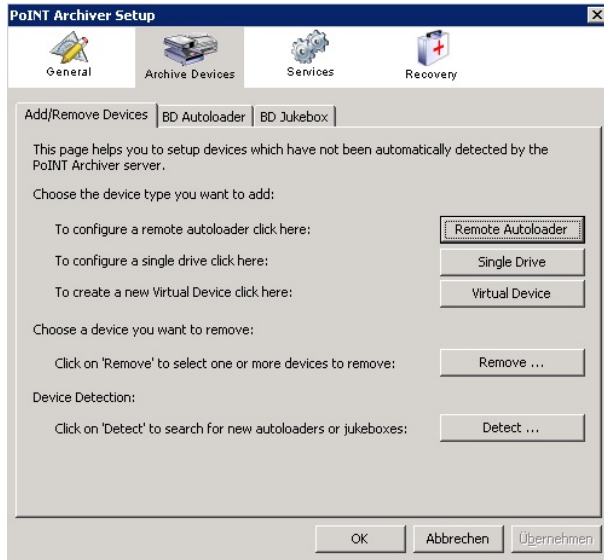 PoINT Archiver Setup
General
Archive Devices
Services
Recovery
Add/Remove Devices
BD Autoloader
BD Jukebox
This page helps you to setup devices which have not been automatically detected by the
PoINT Archiver server.
Choose the device type you want to add:
To configure a remote autoloader click here:
Remote Autoloader
To configure a single drive click here:
Single Drive
To create a new Virtual Device click here:
Virtual Device
Choose a device you want to remove:
Click on 'Remove' to select one or more devices to remove:
Remove ...
Device Detection:
Click on 'Detect' to search for new autoloaders or jukeboxes:
Detect ...
OK
Abbrechen
Übernehmen